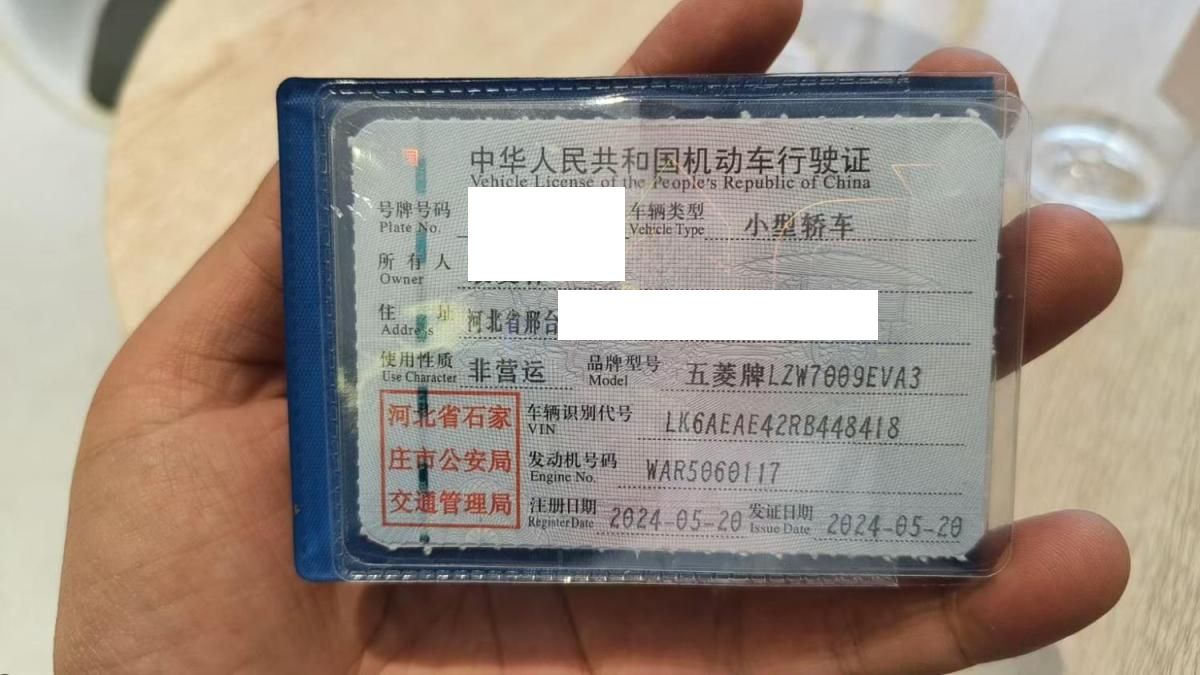 中华人民共和国机动车行驶证
Vehicle License of the People's Republic of China
号牌号码 车辆类型 小型轿车
Plate No. Vehicle Type
所有人
Owner
住址 河北省邢台
Address
使用性质 非营运 品牌型号 五菱牌LZW7009EVA3
Use Character Model
河北省石家 车辆识别代号 LK6AEAE42RB448418
VIN
庄市公安局 发动机号码 WAR5060117
Engine No.
交通管理局 注册日期 2024-05-20 发证日期 2024-05-20
Register Date Issue Date